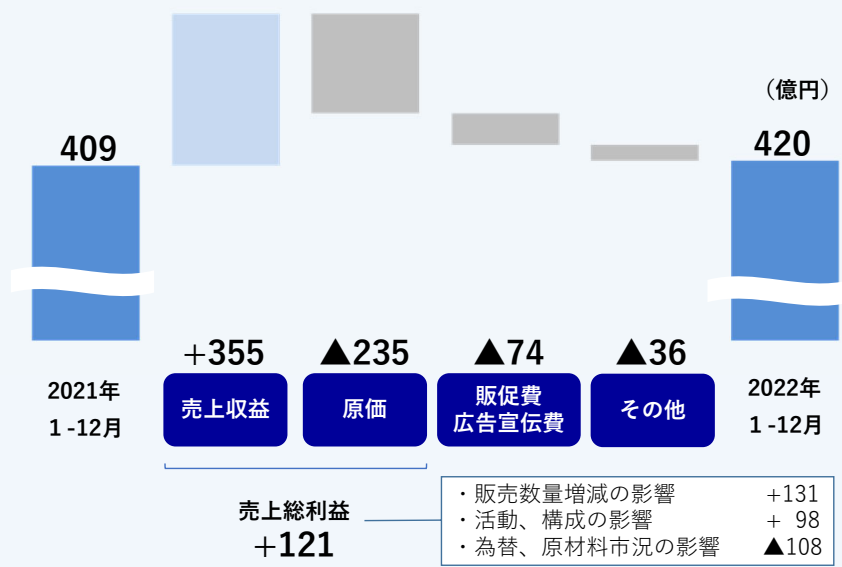 （億円）
409
420
+355
▲235
▲74
▲36
2021年
1 -12月
売上収益
原価
販促費
広告宣伝費
その他
2022年
1 -12月
売上総利益
+121
・販売数量増減の影響 +131
・活動、構成の影響 + 98
・為替、原材料市況の影響 ▲108